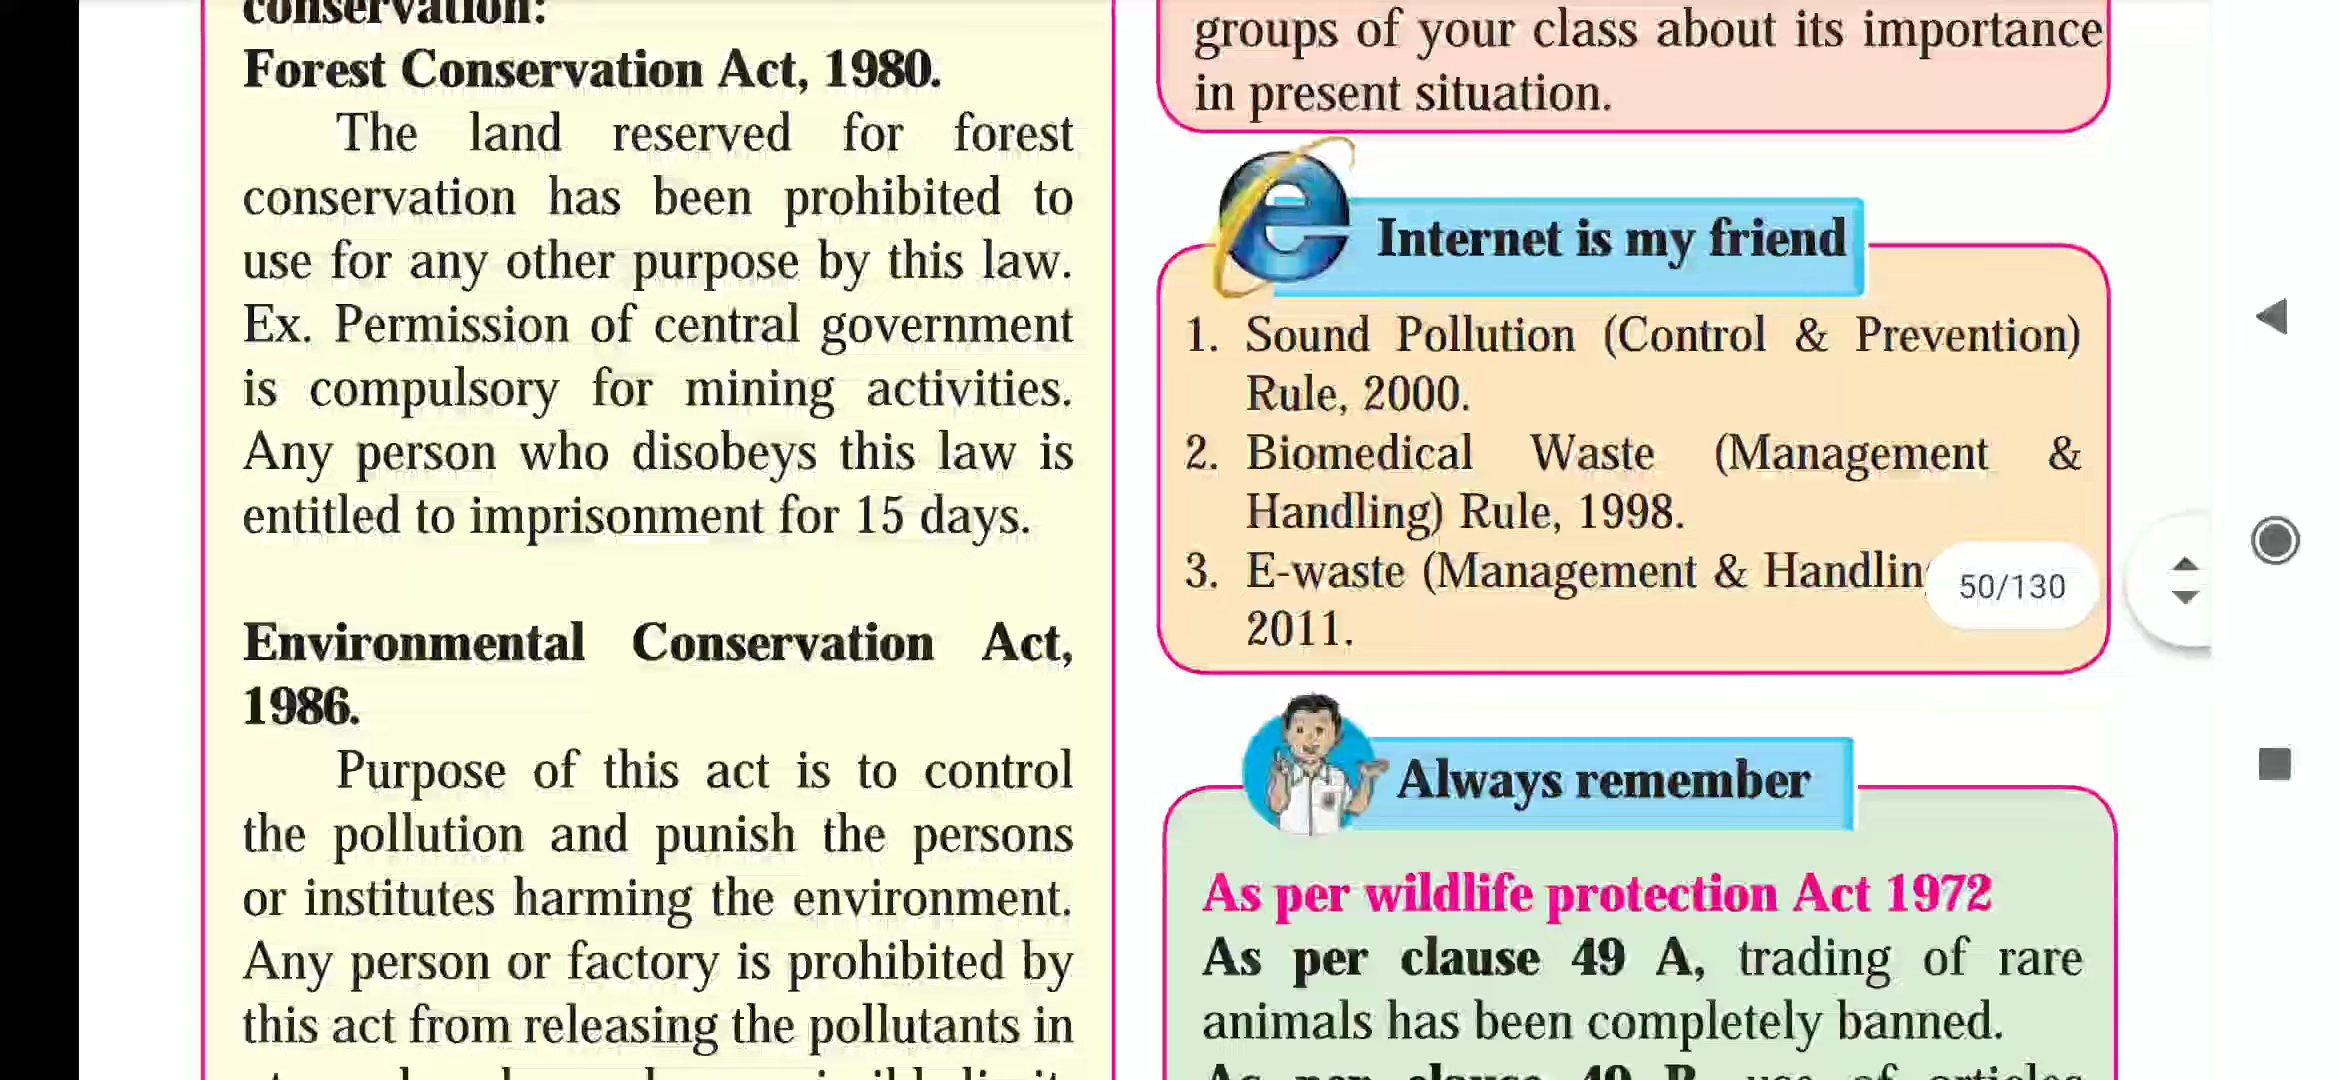 conservation:
Forest Conservation Act, 1980.
The land reserved for forest
conservation has been prohibited to
use for any other purpose by this law.
Ex. Permission of central government
is compulsory for mining activities.
Any person who disobeys this law is
entitled to imprisonment for 15 days.
Environmental Conservation Act,
1986.
Purpose of this act is to control
the pollution and punish the persons
or institutes harming the environment.
Any person or factory is prohibited by
this act from releasing the pollutants in
groups of your class about its importance
in present situation.
Internet is my friend
1. Sound Pollution (Control & Prevention)
Rule, 2000.
2. Biomedical Waste (Management &
Handling) Rule, 1998.
3. E-waste (Management & Handlin
2011.
50/130
Always remember
As per wildlife protection Act 1972
As per clause 49 A, trading of rare
animals has been completely banned.
As per clause 49 B, use of articles